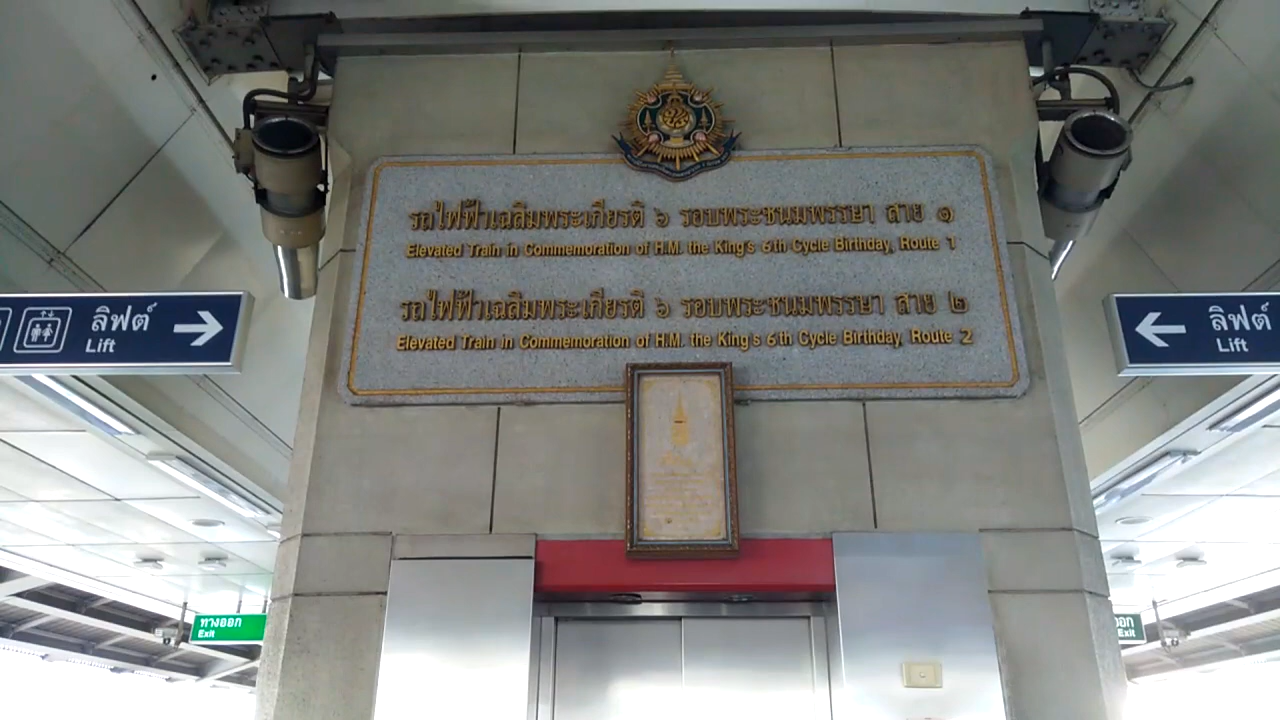 รถไฟฟ้าเฉลิมพระเกียรติ ๖ รอบพระชนมพรรษา สาย ๑
Elevated Train in Commemoration of H.M. the King's 6th Cycle Birthday, Route 1
รถไฟฟ้าเฉลิมพระเกียรติ ๖ รอบพระชนมพรรษา สาย ๒
Elevated Train in Commemoration of H.M. the King's 6th Cycle Birthday, Route 2
ลิฟต์
Lift
ลิฟต์
Lift
ทางออก
Exit
Exit